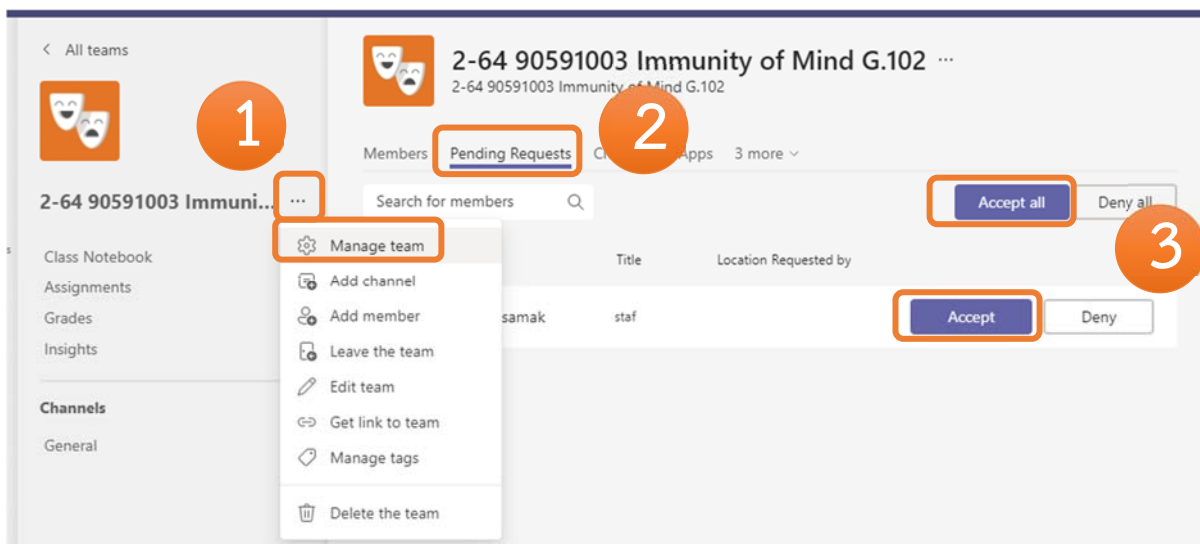 All teams
2-64 90591003 Immunity of Mind G.102 ...
2-64 90591003 Immunity of Mind G.102
1
2
Members Pending Requests Apps 3 more
2-64 90591003 Immuni... ...
Search for members
Accept all Deny all
3
Manage team
Class Notebook
Title Location Requested by
Add channel
Assignments
Add member
Grades
samak staf Accept Deny
Leave the team
Insights
Edit team
Channels
Get link to team
General
Manage tags
Delete the team